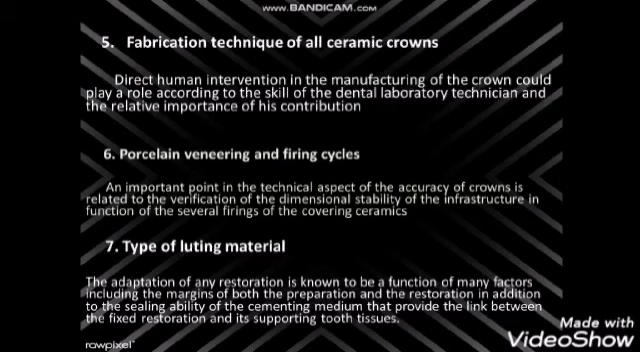 www.BANDICAM.com
5. Fabrication technique of all ceramic crowns
Direct human intervention in the manufacturing of the crown could
play a role according to the skill of the dental laboratory technician and
the relative importance of his contribution
6. Porcelain veneering and firing cycles
An important point in the technical aspect of the accuracy of crowns is
related to the verification of the dimensional stability of the infrastructure in
function of the several firings of the covering ceramics
7. Type of luting material
The adaptation of any restoration is known to be a function of many factors
including the margins of both the preparation and the restoration in addition
to the sealing ability of the cementing medium that provide the link between
the fixed restoration and its supporting tooth tissues.
rawpixel
Made with
VideoShow